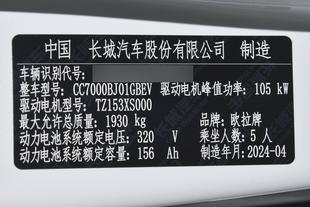 中国 长城汽车股份有限公司 制造
车辆识别代号:
整车型号: CC7000BJ01GBEV 驱动电机峰值功率: 105 kW
驱动电机型号: TZ153XS000
最大允许总质量: 1930 kg
动力电池系统额定电压: 320 V 品牌: 欧拉牌
动力电池系统额定容量: 156 Ah 乘坐人数: 5 人
制造年月: 2024-04